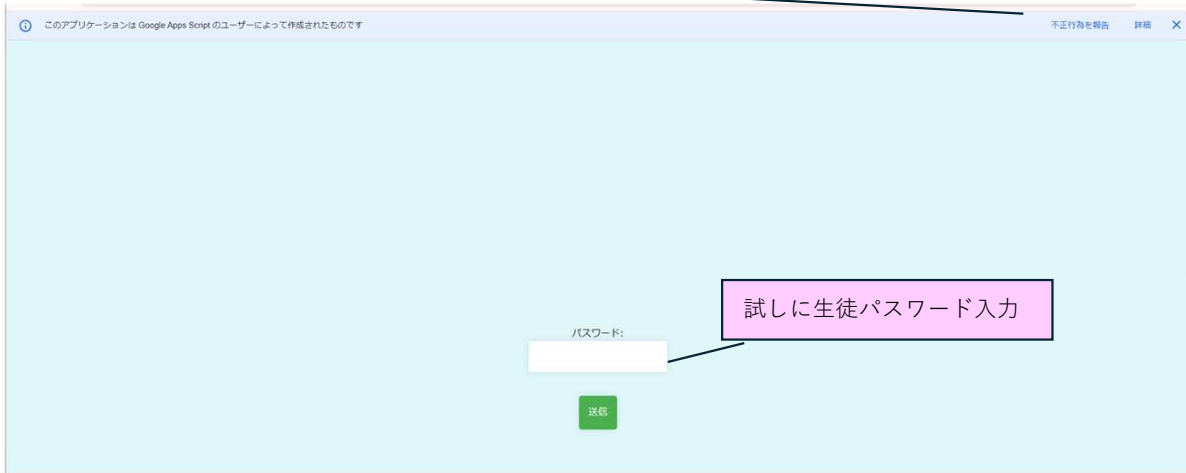 このアプリケーションは Google Apps Script のユーザーによって作成されたものです
不正行為を報告 詳細
試しに生徒パスワード入力
パスワード:
送信